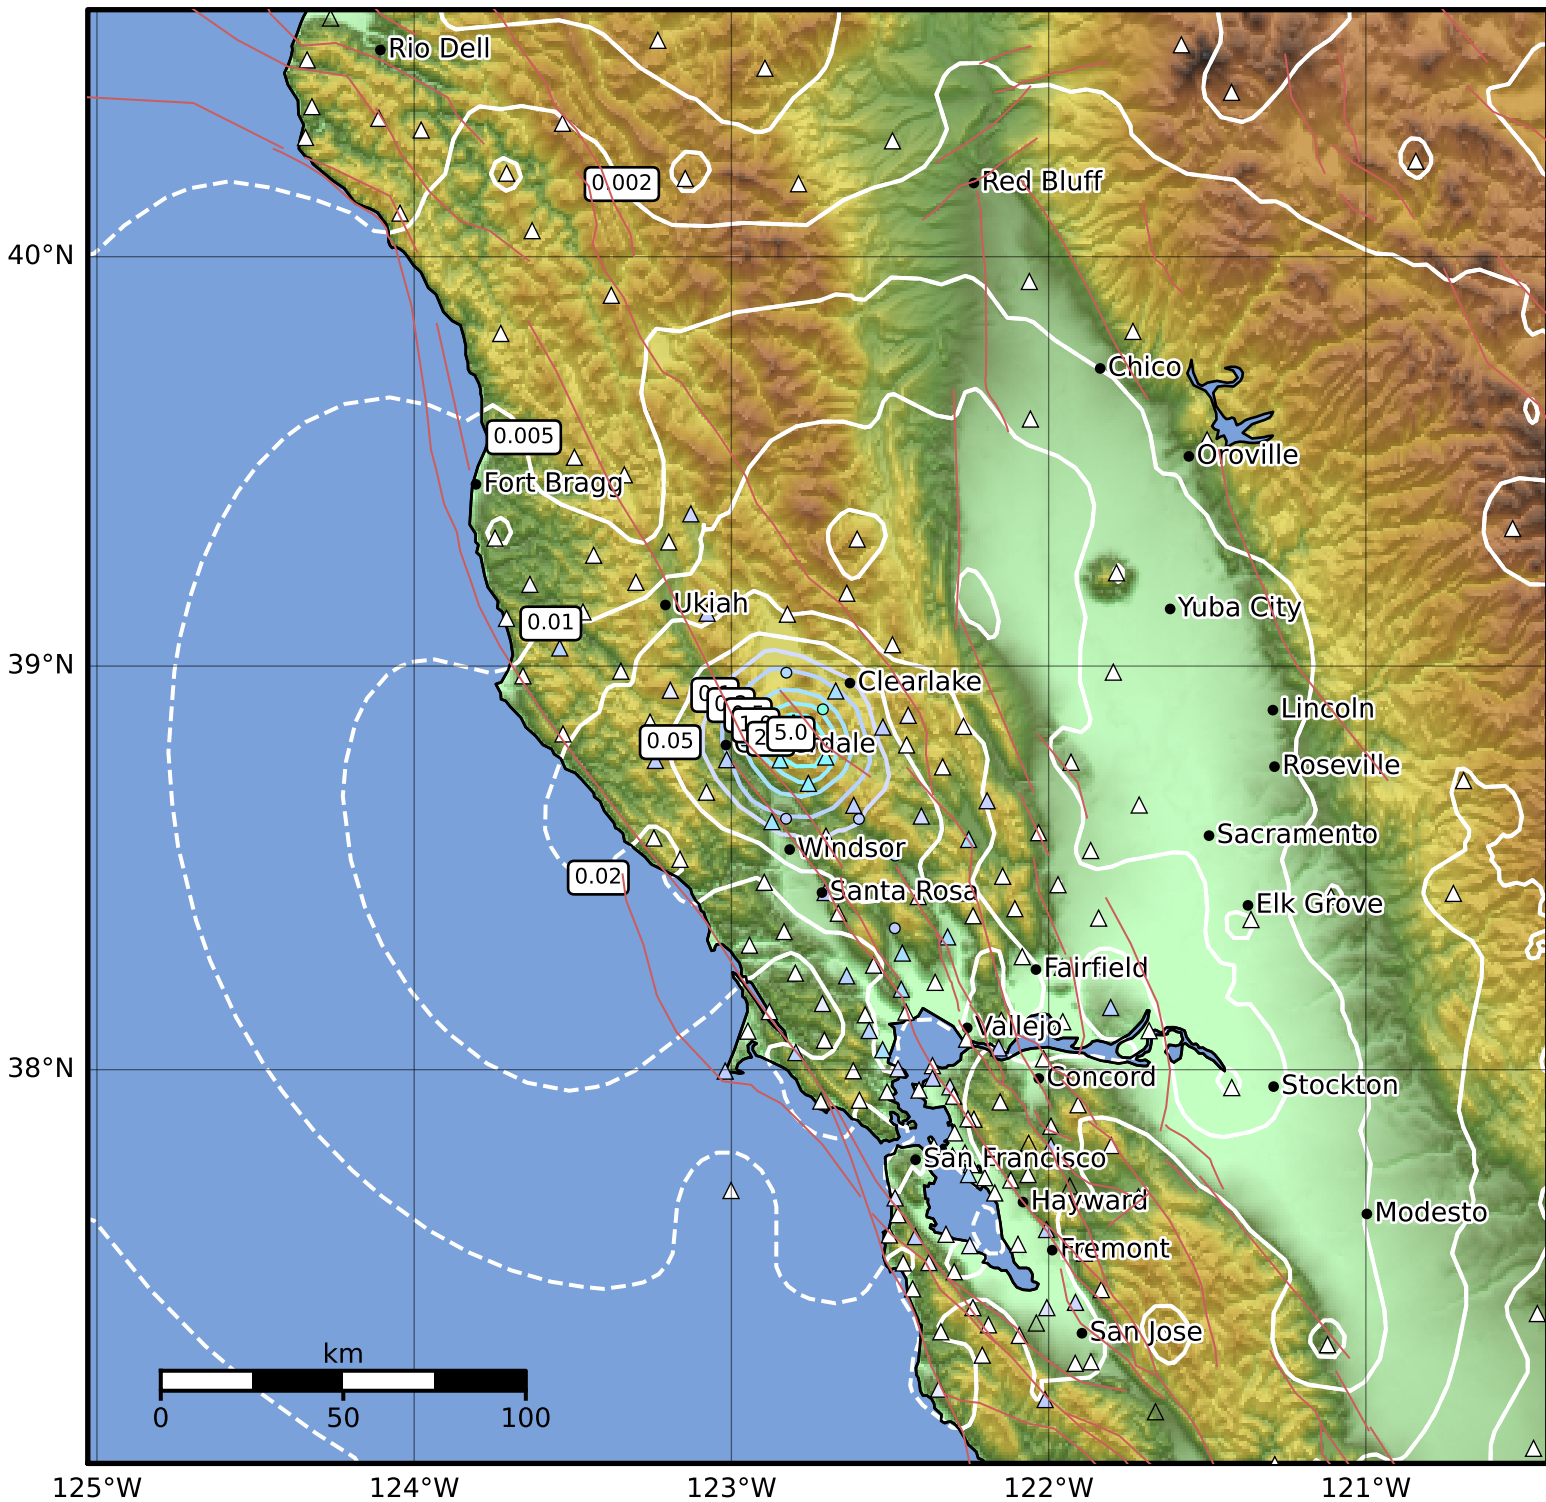 Rio Dell
0.002
Red Bluff
40°N
Chico
0.005
Oroville
Fort Bragg
Ukiah
Yuba City
0.01
39°N
Clearlake
Lincoln
0.05
5.0
Roseville
Sacramento
Windsor
0.02
Santa Rosa
Elk Grove
Fairfield
Vallejo
38°N
Concord
Stockton
San Francisco
Hayward
Modesto
Fremont
San Jose
km
0 50 100
125°W 124°W 123°W 122°W 121°W